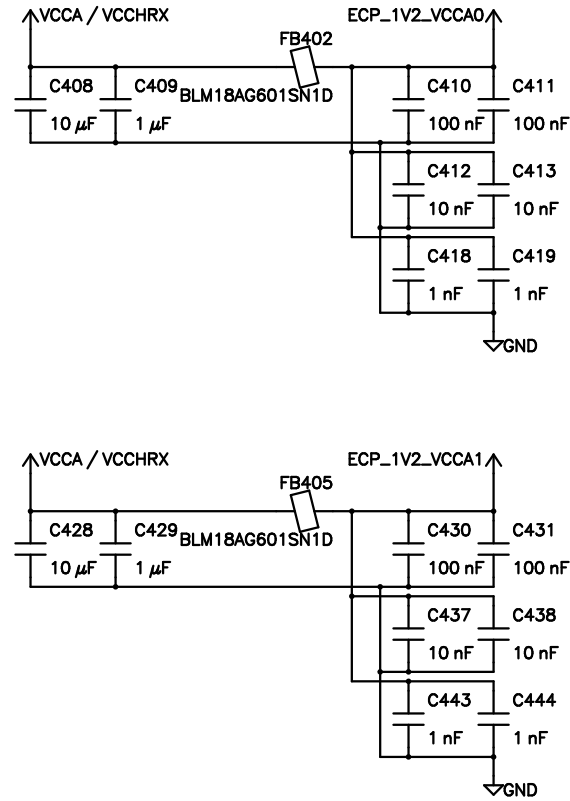 VCCA / VCCHRX
ECP_1V2_VCCA0
FB402
C408
C409
BLM18AG601SN1D
C410
C411
10 µF
1 µF
100 nF
100 nF
C412
C413
10 nF
10 nF
C418
C419
1 nF
1 nF
GND
VCCA / VCCHRX
ECP_1V2_VCCA1
FB405
C428
C429
BLM18AG601SN1D
C430
C431
10 µF
1 µF
100 nF
100 nF
C437
C438
10 nF
10 nF
C443
C444
1 nF
1 nF
GND